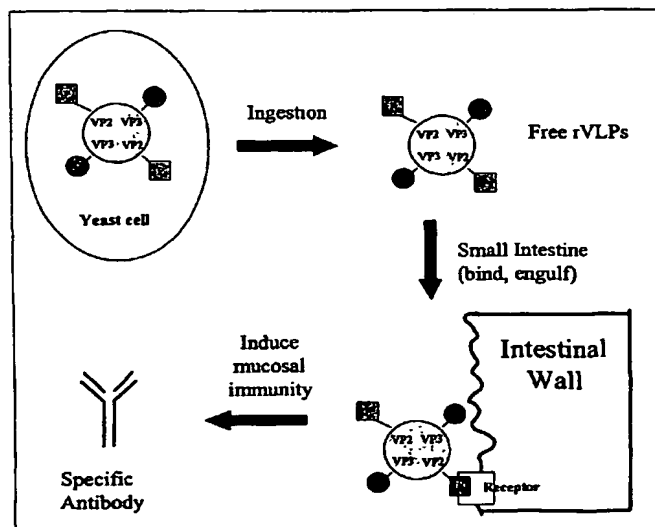 VP2 VP3
VP3 VP2
Yeast cell
Ingestion
VP2 VP3
VP3 VP2
Free rVLPs
Small Intestine
(bind, engulf)
Intestinal
Wall
VP2 VP3
VP3 VP2
Receptor
Induce
mucosal
immunity
Specific
Antibody